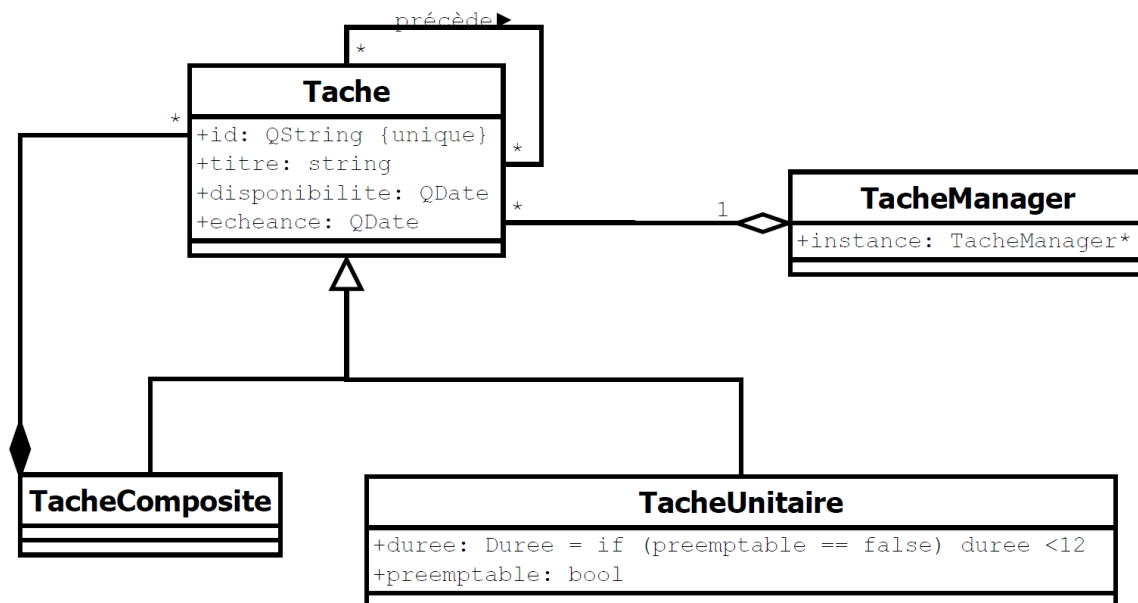 précède►
*
Tache
*
+id: QString {unique}
+titre: string
*
+disponibilite: QDate
*
+echeance: QDate
1
TacheManager
+instance: TacheManager*
TacheComposite
TacheUnitaire
+duree: Duree = if (preemptable == false) duree <12
+preemptable: bool